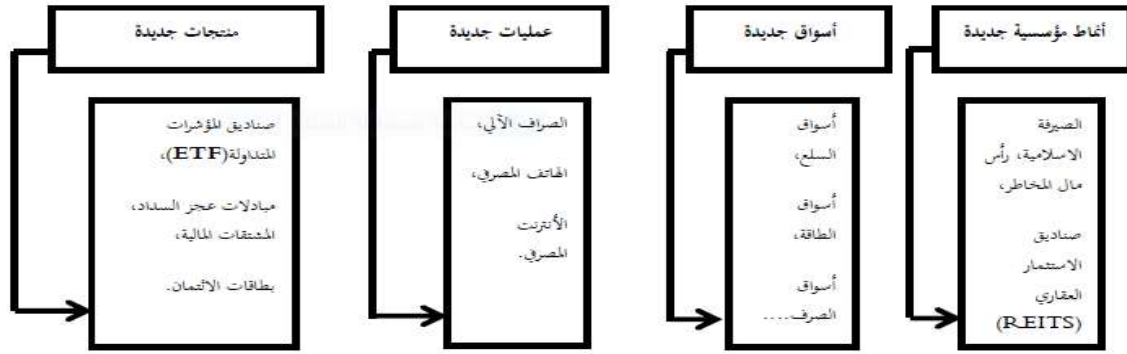 أنماط مؤسسية جديدة
الصيرفة
الاسلامية، رأس
مال المخاطر،
صناديق
الاستثمار
العقاري
(REITS)
أسواق جديدة
أسواق
السلع،
أسواق
الطاقة،
أسواق
الصرف....
عمليات جديدة
الصراف الآلي،
الهاتف المصرفي،
الأنترنت
المصرفي.
منتجات جديدة
صناديق المؤشرات
المتداولة(ETF)،
مبادلات عجز السداد،
المشتقات المالية،
بطاقات الائتمان.